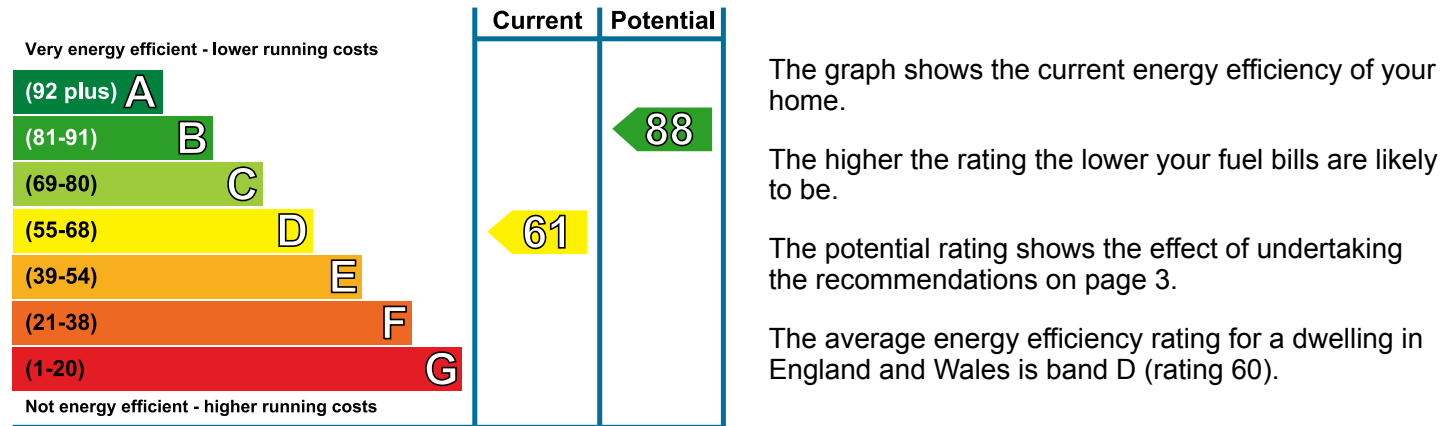 Current Potential
Very energy efficient - lower running costs
(92 plus) A
(81-91) B
88
(69-80) C
(55-68) D
61
(39-54) E
(21-38) F
(1-20) G
Not energy efficient - higher running costs
The graph shows the current energy efficiency of your
home.
The higher the rating the lower your fuel bills are likely
to be.
The potential rating shows the effect of undertaking
the recommendations on page 3.
The average energy efficiency rating for a dwelling in
England and Wales is band D (rating 60).